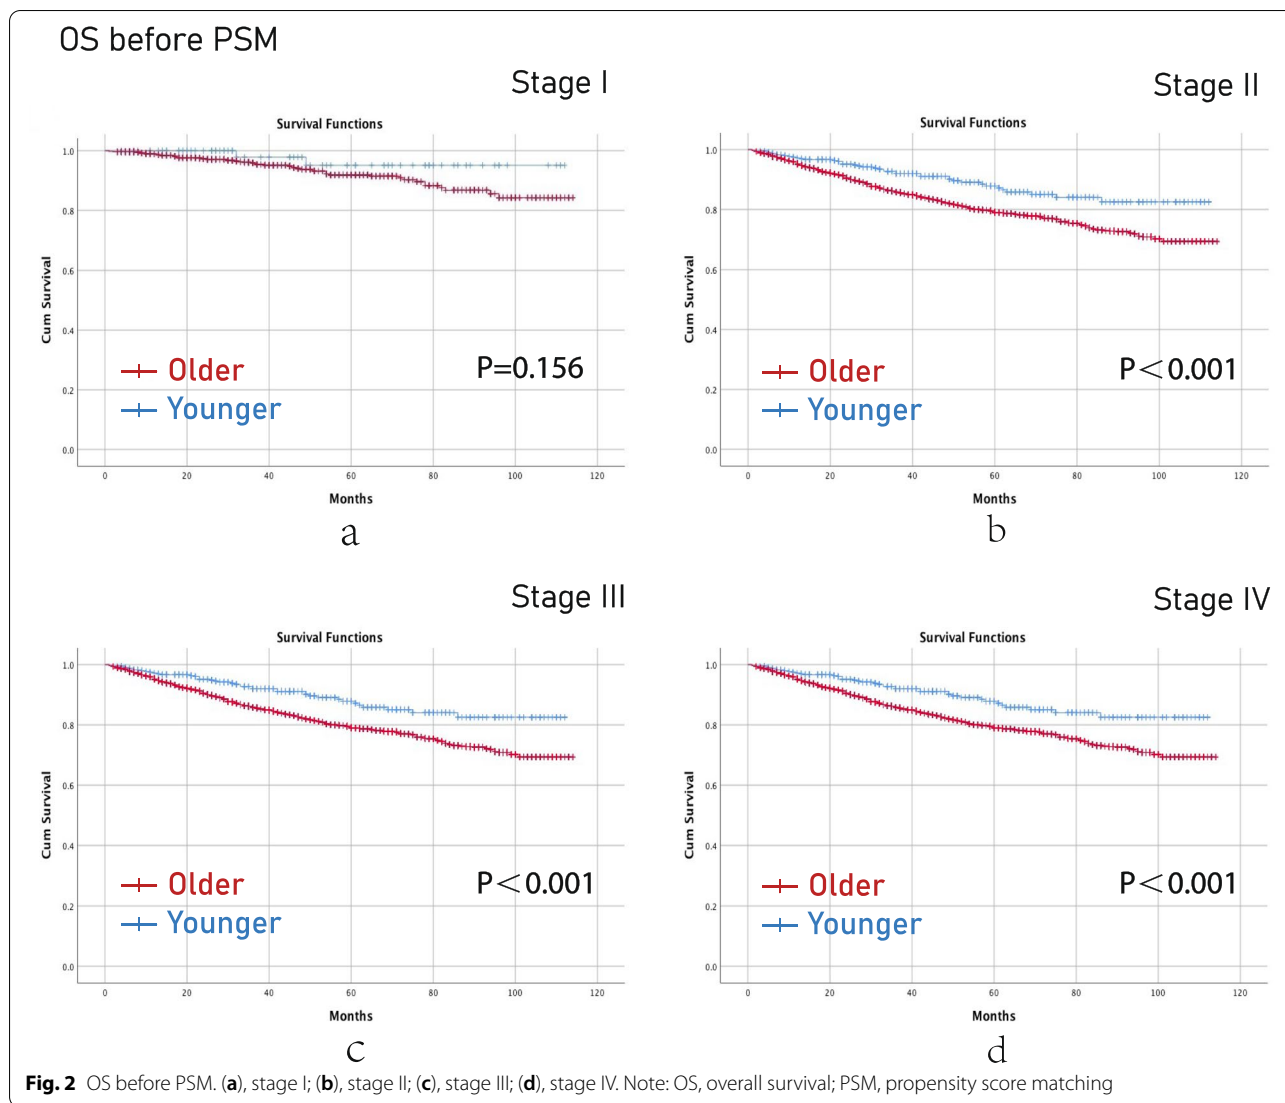 OS before PSM
Stage I
Survival Functions
1.0
0.8
0.6
0.4
0.2
0.0
Cum Survival
Older
Younger
P=0.156
0 20 40 60 80 100 120
Months
a
Stage II
Survival Functions
1.0
0.8
0.6
0.4
0.2
0.0
Cum Survival
Older
Younger
P<0.001
0 20 40 60 80 100 120
Months
b
Stage III
Survival Functions
1.0
0.8
0.6
0.4
0.2
0.0
Cum Survival
Older
Younger
P<0.001
0 20 40 60 80 100 120
Months
c
Stage IV
Survival Functions
1.0
0.8
0.6
0.4
0.2
0.0
Cum Survival
Older
Younger
P<0.001
0 20 40 60 80 100 120
Months
d
Fig. 2 OS before PSM. (a), stage I; (b), stage II; (c), stage III; (d), stage IV. Note: OS, overall survival; PSM, propensity score matching